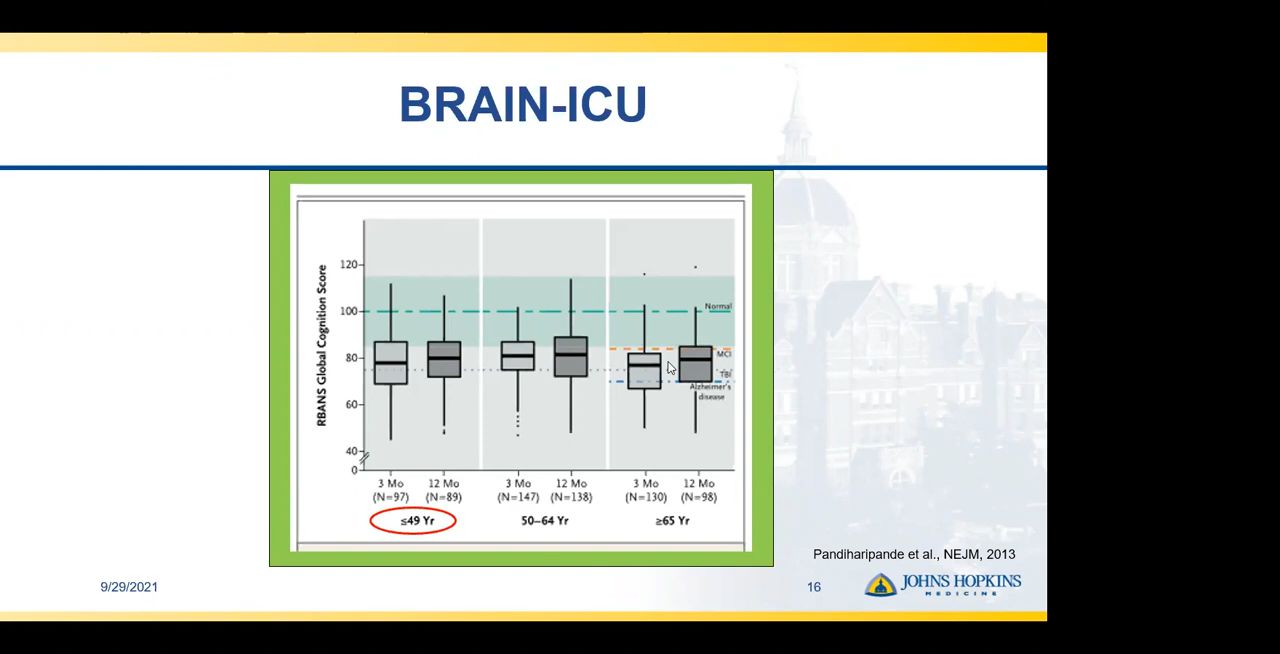 BRAIN-ICU
RBANS Global Cognition Score
120
100
80
60
40
0
Normal
MCI
TBI
Alzheimer's
disease
3 Mo 12 Mo 3 Mo 12 Mo 3 Mo 12 Mo
(N=97) (N=89) (N=147) (N=138) (N=130) (N=98)
≤49 Yr 50–64 Yr ≥65 Yr
Pandiharipande et al., NEJM, 2013
9/29/2021
16
JOHNS HOPKINS
MEDICINE